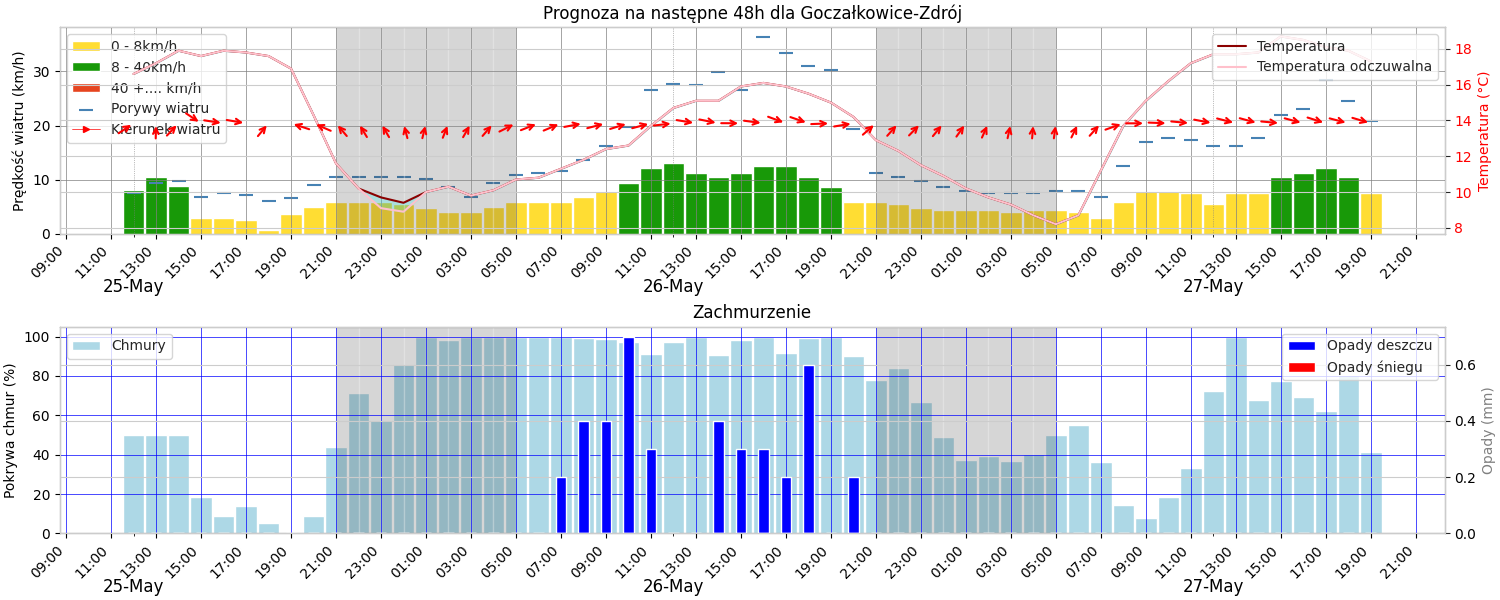 Prognoza na następne 48h dla Goczałkowice-Zdrój
Prędkość wiatru (km/h)
0 - 8km/h
8 - 40km/h
40 +.... km/h
Porywy wiatru
Kierunek wiatru
Temperatura
Temperatura odczuwalna
Temperatura (°C)
30
20
10
0
18
16
14
12
10
8
09:00 11:00 13:00 15:00 17:00 19:00 21:00 23:00 01:00 03:00 05:00 07:00 09:00 11:00 13:00 15:00 17:00 19:00 21:00 23:00 01:00 03:00 05:00 07:00 09:00 11:00 13:00 15:00 17:00 19:00 21:00
25-May 26-May 27-May
Zachmurzenie
Pokrywa chmur (%)
Chmury
Opady deszczu
Opady śniegu
Opady (mm)
100
80
60
40
20
0
0.6
0.4
0.2
0.0
09:00 11:00 13:00 15:00 17:00 19:00 21:00 23:00 01:00 03:00 05:00 07:00 09:00 11:00 13:00 15:00 17:00 19:00 21:00 23:00 01:00 03:00 05:00 07:00 09:00 11:00 13:00 15:00 17:00 19:00 21:00
25-May 26-May 27-May